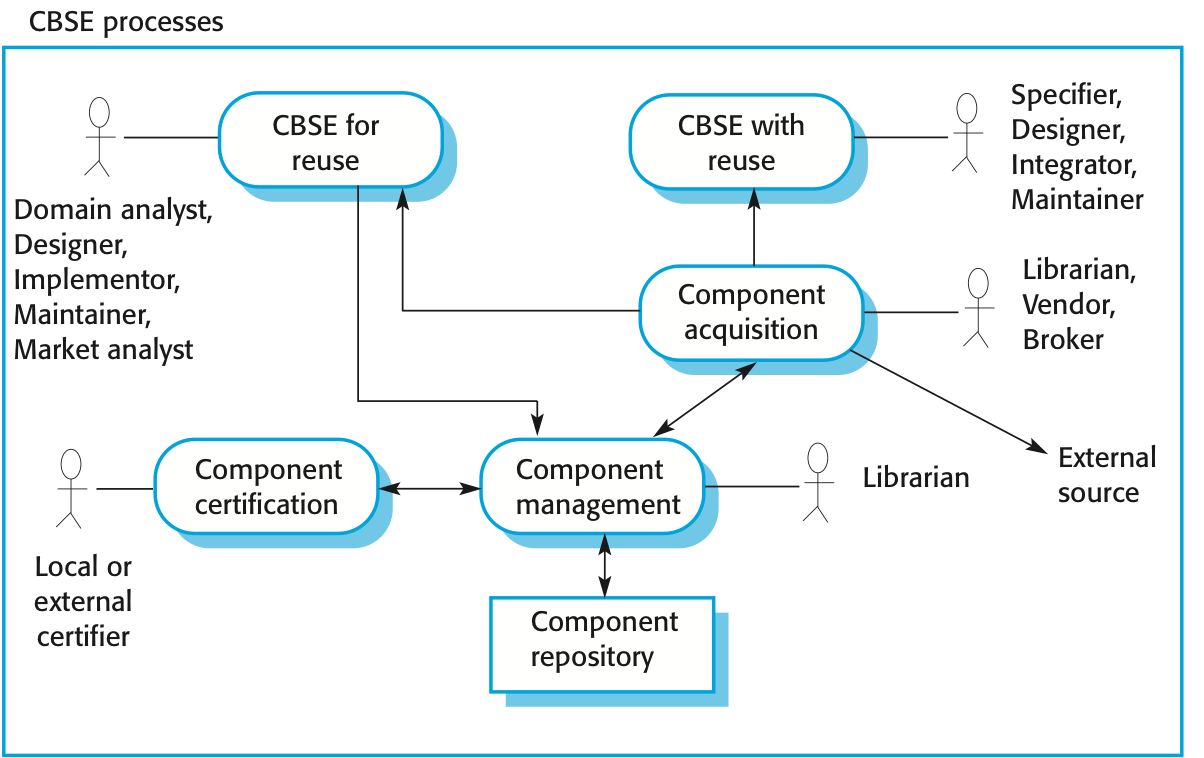 CBSE processes
CBSE for
reuse
CBSE with
reuse
Specifier,
Designer,
Integrator,
Maintainer
Domain analyst,
Designer,
Implementor,
Maintainer,
Market analyst
Component
acquisition
Librarian,
Vendor,
Broker
Component
certification
Component
management
Librarian
External
source
Local or
external
certifier
Component
repository